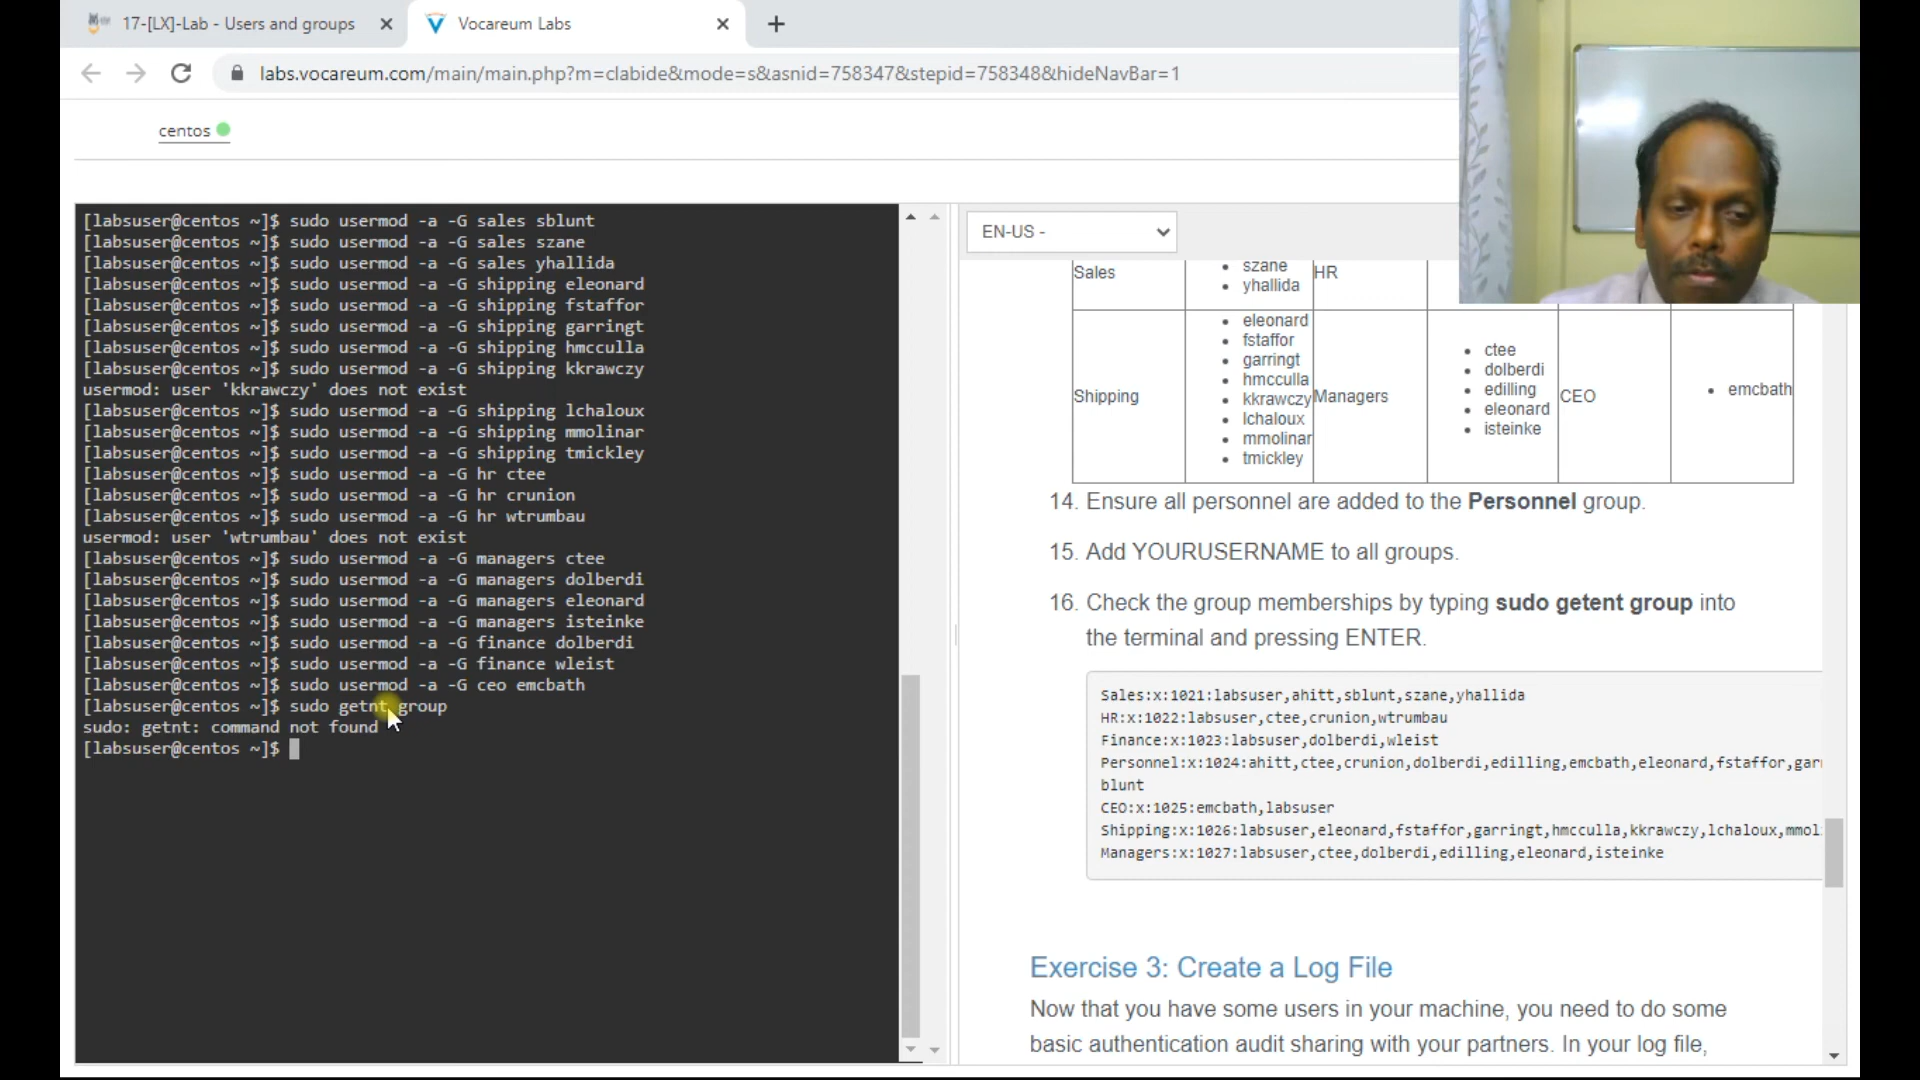 17-[LX]-Lab - Users and groups
Vocareum Labs
labs.vocareum.com/main/main.php?m=clabide&mode=s&asnid=758347&stepid=758348&hideNavBar=1
centos
[labsuser@centos ~]$ sudo usermod -a -G sales sblunt
[labsuser@centos ~]$ sudo usermod -a -G sales szane
[labsuser@centos ~]$ sudo usermod -a -G sales yhallida
[labsuser@centos ~]$ sudo usermod -a -G shipping eleonard
[labsuser@centos ~]$ sudo usermod -a -G shipping fstaffor
[labsuser@centos ~]$ sudo usermod -a -G shipping garringt
[labsuser@centos ~]$ sudo usermod -a -G shipping hmcculla
[labsuser@centos ~]$ sudo usermod -a -G shipping kkrawczy
usermod: user 'kkrawczy' does not exist
[labsuser@centos ~]$ sudo usermod -a -G shipping lchaloux
[labsuser@centos ~]$ sudo usermod -a -G shipping mmolinar
[labsuser@centos ~]$ sudo usermod -a -G shipping tmickley
[labsuser@centos ~]$ sudo usermod -a -G hr ctee
[labsuser@centos ~]$ sudo usermod -a -G hr crunion
[labsuser@centos ~]$ sudo usermod -a -G hr wtrumbau
usermod: user 'wtrumbau' does not exist
[labsuser@centos ~]$ sudo usermod -a -G managers ctee
[labsuser@centos ~]$ sudo usermod -a -G managers dolberdi
[labsuser@centos ~]$ sudo usermod -a -G managers eleonard
[labsuser@centos ~]$ sudo usermod -a -G managers isteinke
[labsuser@centos ~]$ sudo usermod -a -G finance dolberdi
[labsuser@centos ~]$ sudo usermod -a -G finance wleist
[labsuser@centos ~]$ sudo usermod -a -G ceo emcbath
[labsuser@centos ~]$ sudo getnt group
sudo: getnt: command not found
[labsuser@centos ~]$
EN-US -
Sales
szane
yhallida
HR
Shipping
eleonard
fstaffor
garringt
hmcculla
kkrawczy
lchaloux
mmolinar
tmickley
Managers
ctee
dolberdi
edilling
eleonard
isteinke
CEO
emcbath
14. Ensure all personnel are added to the Personnel group.
15. Add YOURUSERNAME to all groups.
16. Check the group memberships by typing sudo getent group into
the terminal and pressing ENTER.
Sales:x:1021:labsuser,ahitt,sblunt,szane,yhallida
HR:x:1022:labsuser,ctee,crunion,wtrumbau
Finance:x:1023:labsuser,dolberdi,wleist
Personnel:x:1024:ahitt,ctee,crunion,dolberdi,edilling,emcbath,eleonard,fstaffor,gar
blunt
CEO:x:1025:emcbath,labsuser
Shipping:x:1026:labsuser,eleonard,fstaffor,garringt,hmcculla,kkrawczy,lchaloux,mmol
Managers:x:1027:labsuser,ctee,dolberdi,edilling,eleonard,isteinke
Exercise 3: Create a Log File
Now that you have some users in your machine, you need to do some
basic authentication audit sharing with your partners. In your log file,